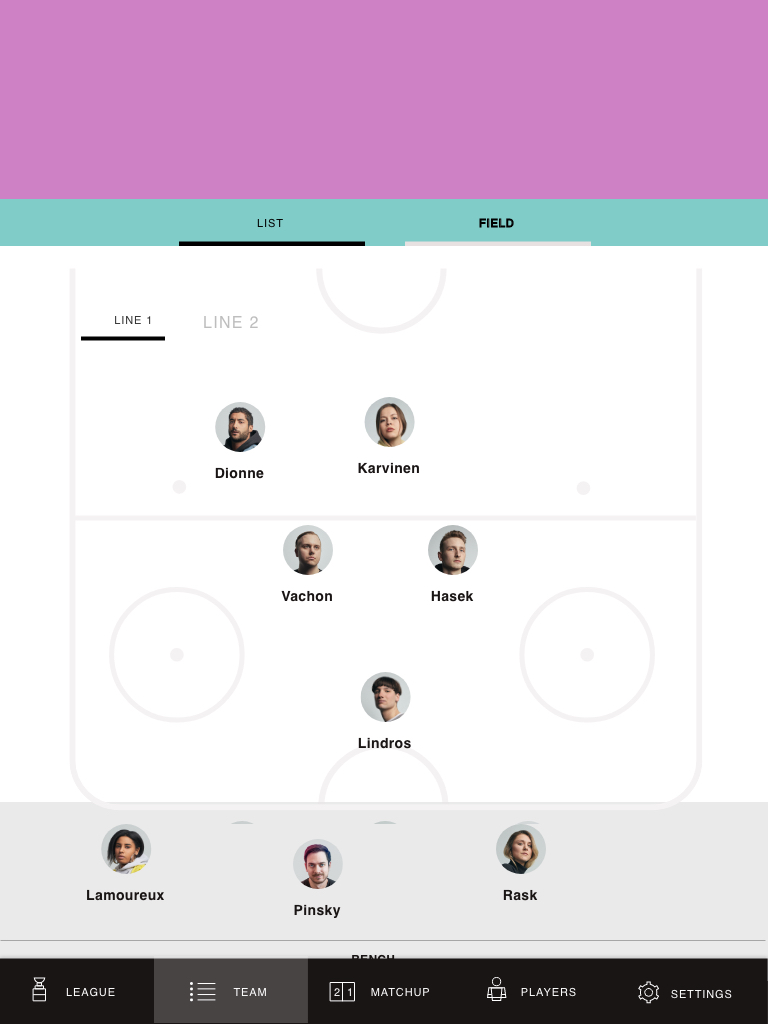 LIST FIELD
LINE 1 LINE 2
Dionne Karvinen
Vachon Hasek
Lindros
Lamoureux Pinsky Rask
BENCH
LEAGUE TEAM 2 1 MATCHUP PLAYERS SETTINGS